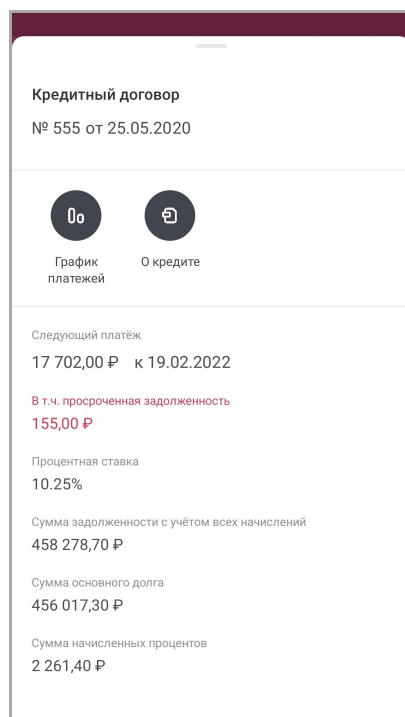 Кредитный договор
№ 555 от 25.05.2020
График
платежей
О кредите
Следующий платёж
17 702,00 ₽ к 19.02.2022
В т.ч. просроченная задолженность
155,00 ₽
Процентная ставка
10.25%
Сумма задолженности с учётом всех начислений
458 278,70 ₽
Сумма основного долга
456 017,30 ₽
Сумма начисленных процентов
2 261,40 ₽